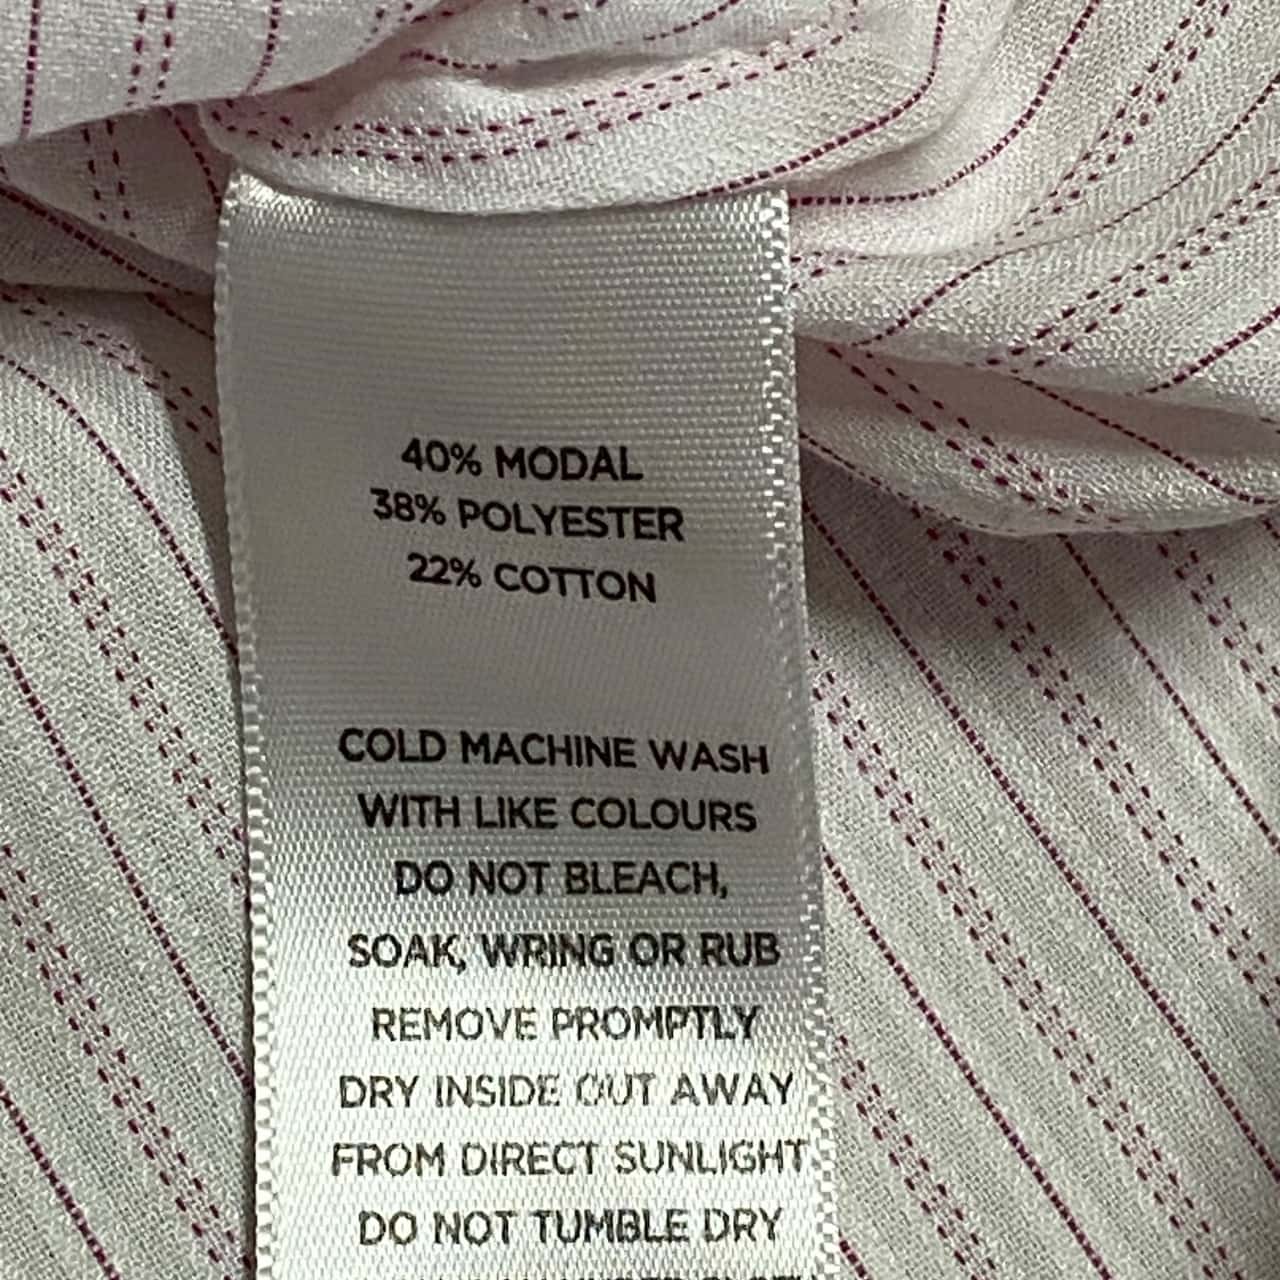 40% MODAL
38% POLYESTER
22% COTTON
COLD MACHINE WASH
WITH LIKE COLOURS
DO NOT BLEACH,
SOAK, WRING OR RUB
REMOVE PROMPTLY
DRY INSIDE OUT AWAY
FROM DIRECT SUNLIGHT
DO NOT TUMBLE DRY